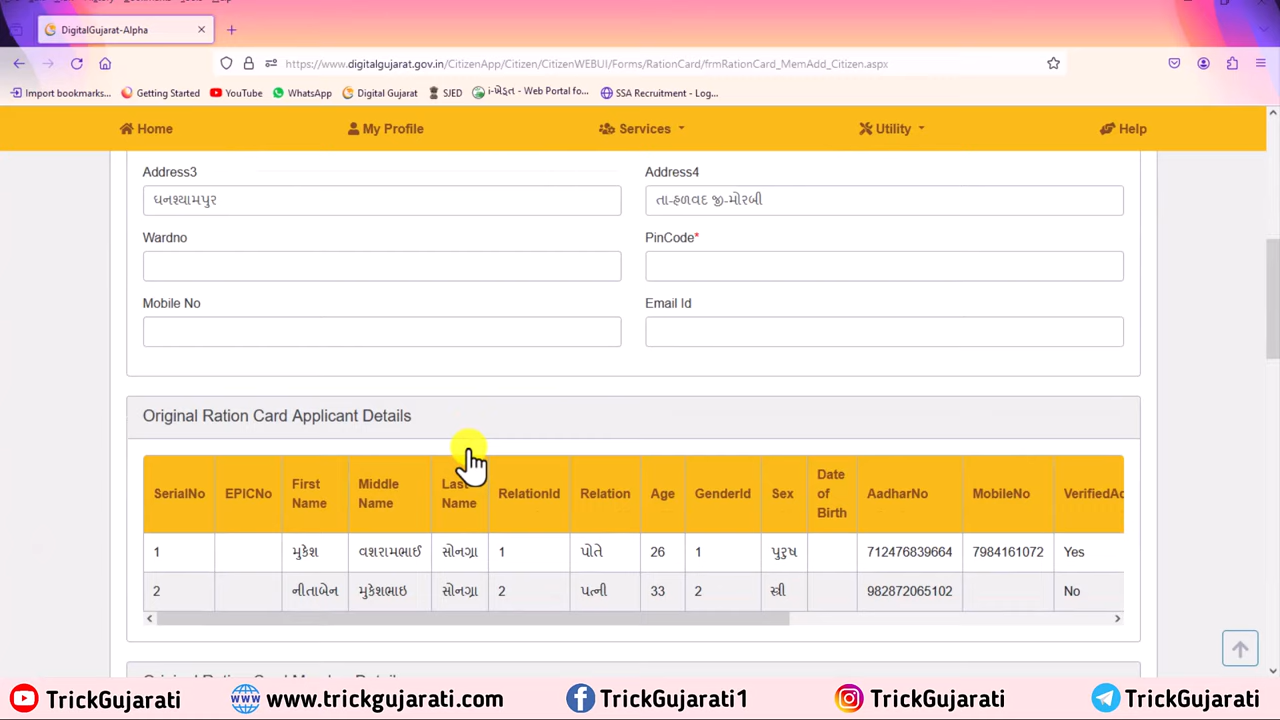 DigitalGujarat-Alpha
https://www.digitalgujarat.gov.in/CitizenApp/Citizen/CitizenWEBUI/Forms/RationCard/frmRationCard_MemAdd_Citizen.aspx
Import bookmarks... Getting Started YouTube WhatsApp Digital Gujarat SJED i-ખેડૂત - Web Portal fo... SSA Recruitment - Log...
Home My Profile Services Utility Help
Address3 Address4
ઘનશ્યામપુર તા-હળવદ જી-મોરબી
Wardno PinCode*
Mobile No Email Id
Original Ration Card Applicant Details
SerialNo EPICNo First Name Middle Name Last Name RelationId Relation Age GenderId Sex Date of Birth AadharNo MobileNo VerifiedAc
1 મુકેશ વશરામભાઈ સોનગ્રા 1 પોતે 26 1 પુરુષ 712476839664 7984161072 Yes
2 નીતાબેન મુકેશભાઇ સોનગ્રા 2 પત્ની 33 2 સ્ત્રી 982872065102 No
TrickGujarati www.trickgujarati.com TrickGujarati1 TrickGujarati TrickGujarati